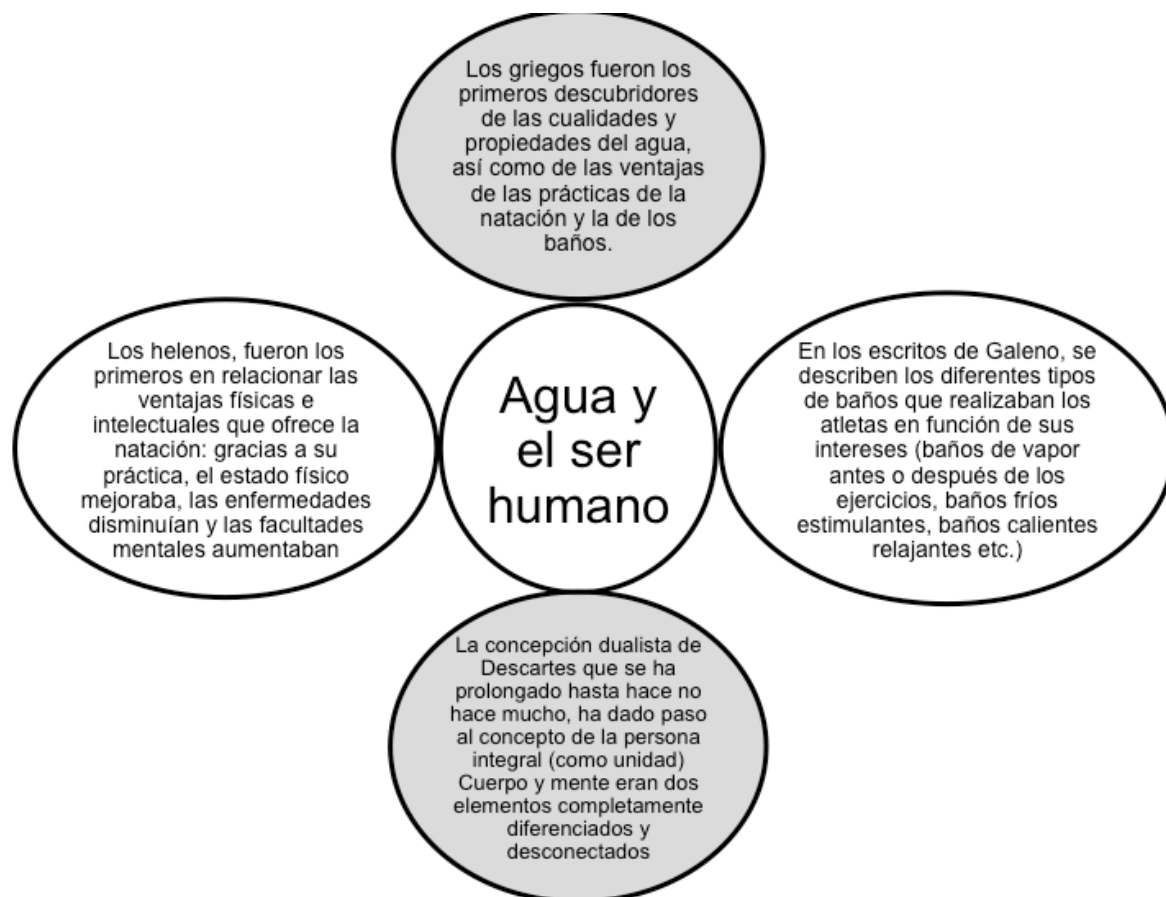 Los griegos fueron los
primeros descubridores
de las cualidades y
propiedades del agua,
así como de las ventajas
de las prácticas de la
natación y la de los
baños.
Los helenos, fueron los
primeros en relacionar las
ventajas físicas e
intelectuales que ofrece la
natación: gracias a su
práctica, el estado físico
mejoraba, las enfermedades
disminuían y las facultades
mentales aumentaban
Agua y
el ser
humano
En los escritos de Galeno, se
describen los diferentes tipos
de baños que realizaban los
atletas en función de sus
intereses (baños de vapor
antes o después de los
ejercicios, baños fríos
estimulantes, baños calientes
relajantes etc.)
La concepción dualista de
Descartes que se ha
prolongado hasta hace no
hace mucho, ha dado paso
al concepto de la persona
integral (como unidad)
Cuerpo y mente eran dos
elementos completamente
diferenciados y
desconectados